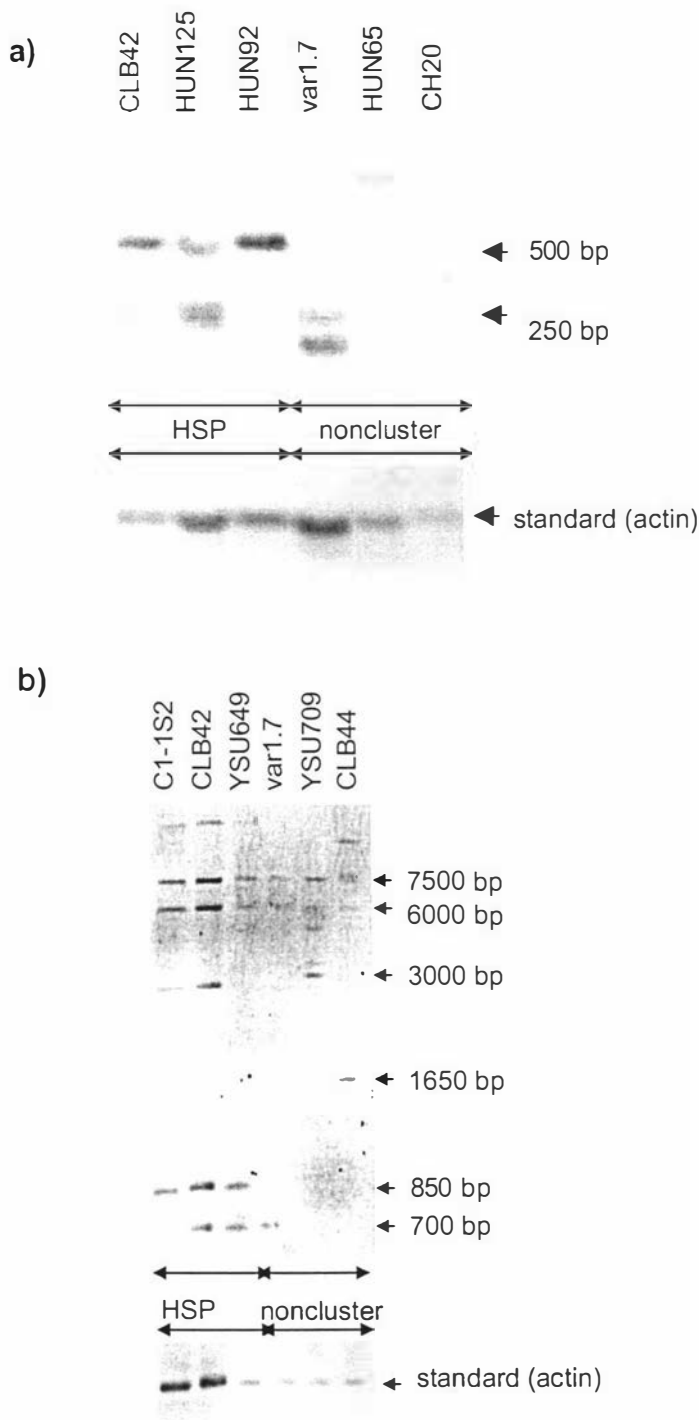 a)
CLB42
HUN125
HUN92
var1.7
HUN65
CH20
500 bp
250 bp
HSP noncluster
standard (actin)
b)
C1-1S2
CLB42
YSU649
var1.7
YSU709
CLB44
7500 bp
6000 bp
3000 bp
1650 bp
850 bp
700 bp
HSP noncluster
standard (actin)